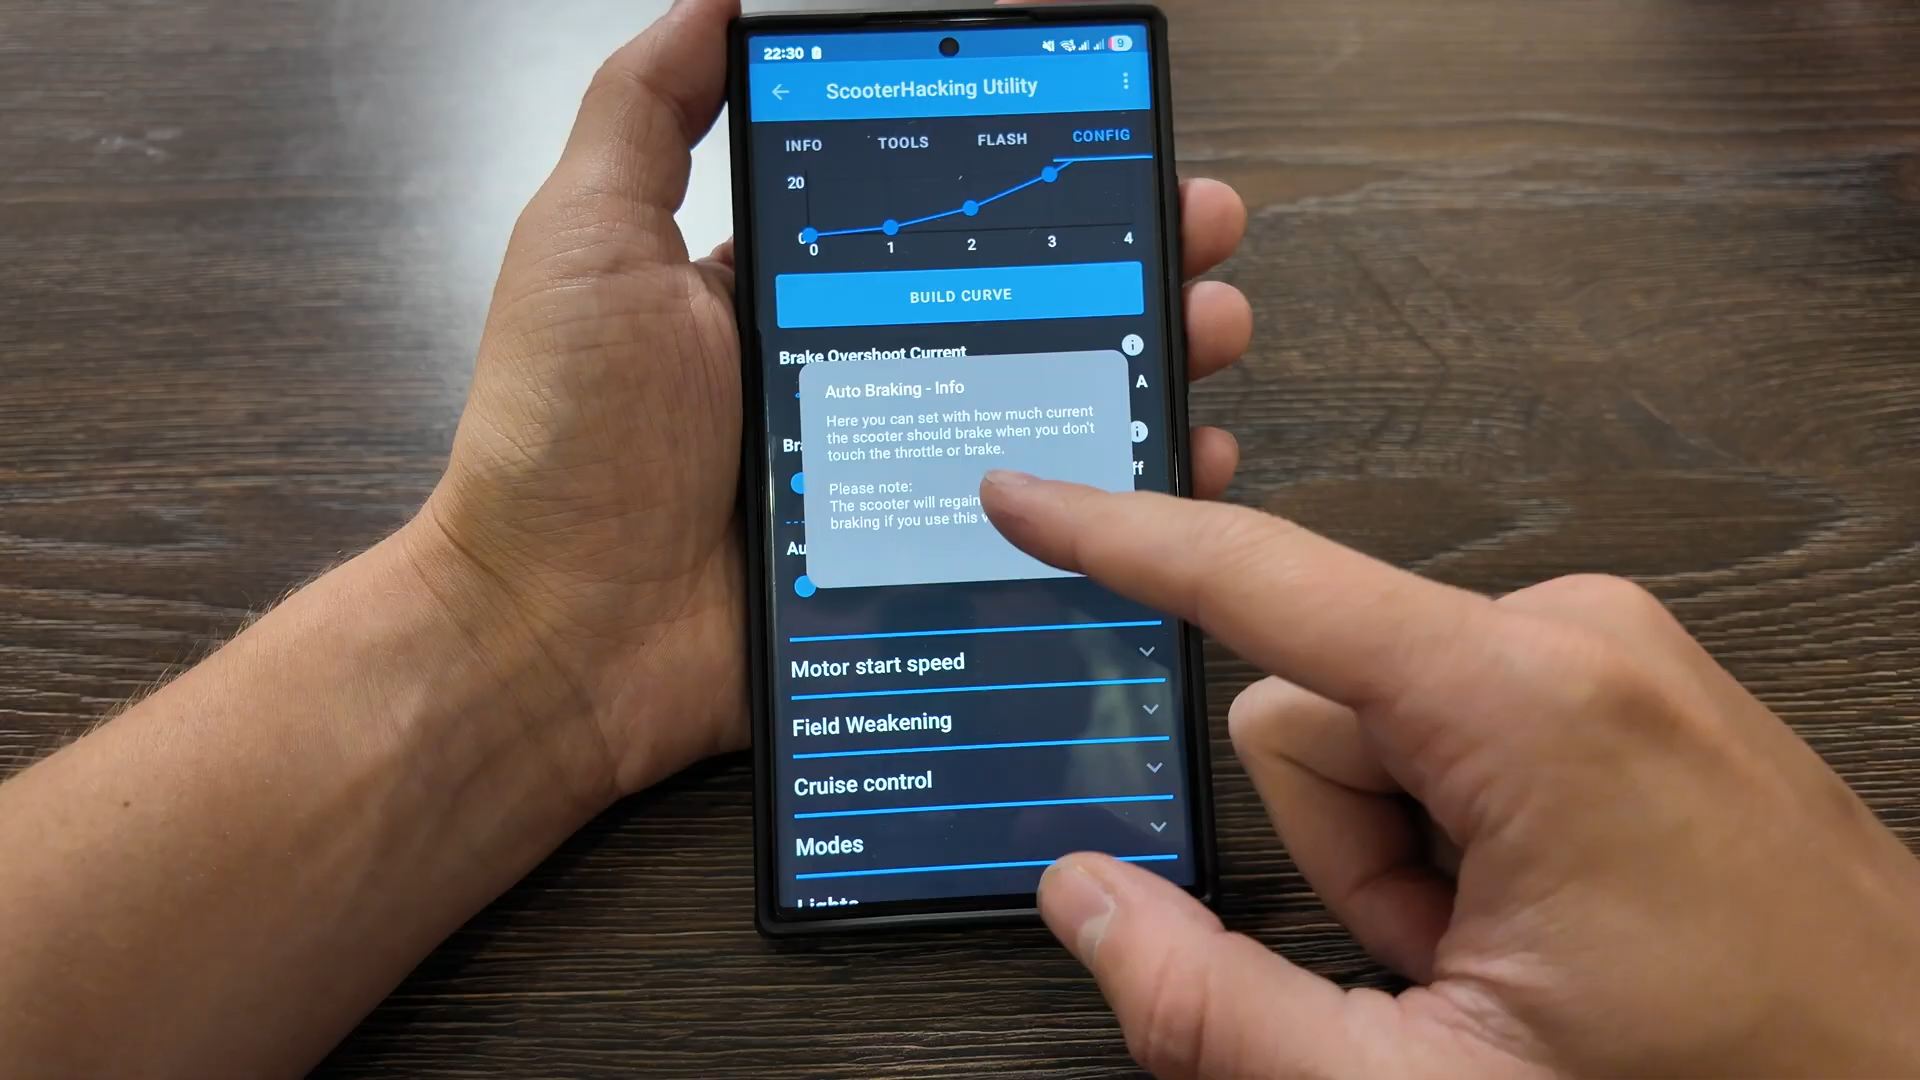 22:30
9
ScooterHacking Utility
INFO TOOLS FLASH CONFIG
20
0
0 1 2 3 4
BUILD CURVE
Brake Overshoot Current
A
Auto Braking - Info
Here you can set with how much current
the scooter should brake when you don't
touch the throttle or brake.
Please note:
The scooter will regain
braking if you use this
Motor start speed
Field Weakening
Cruise control
Modes
Lights